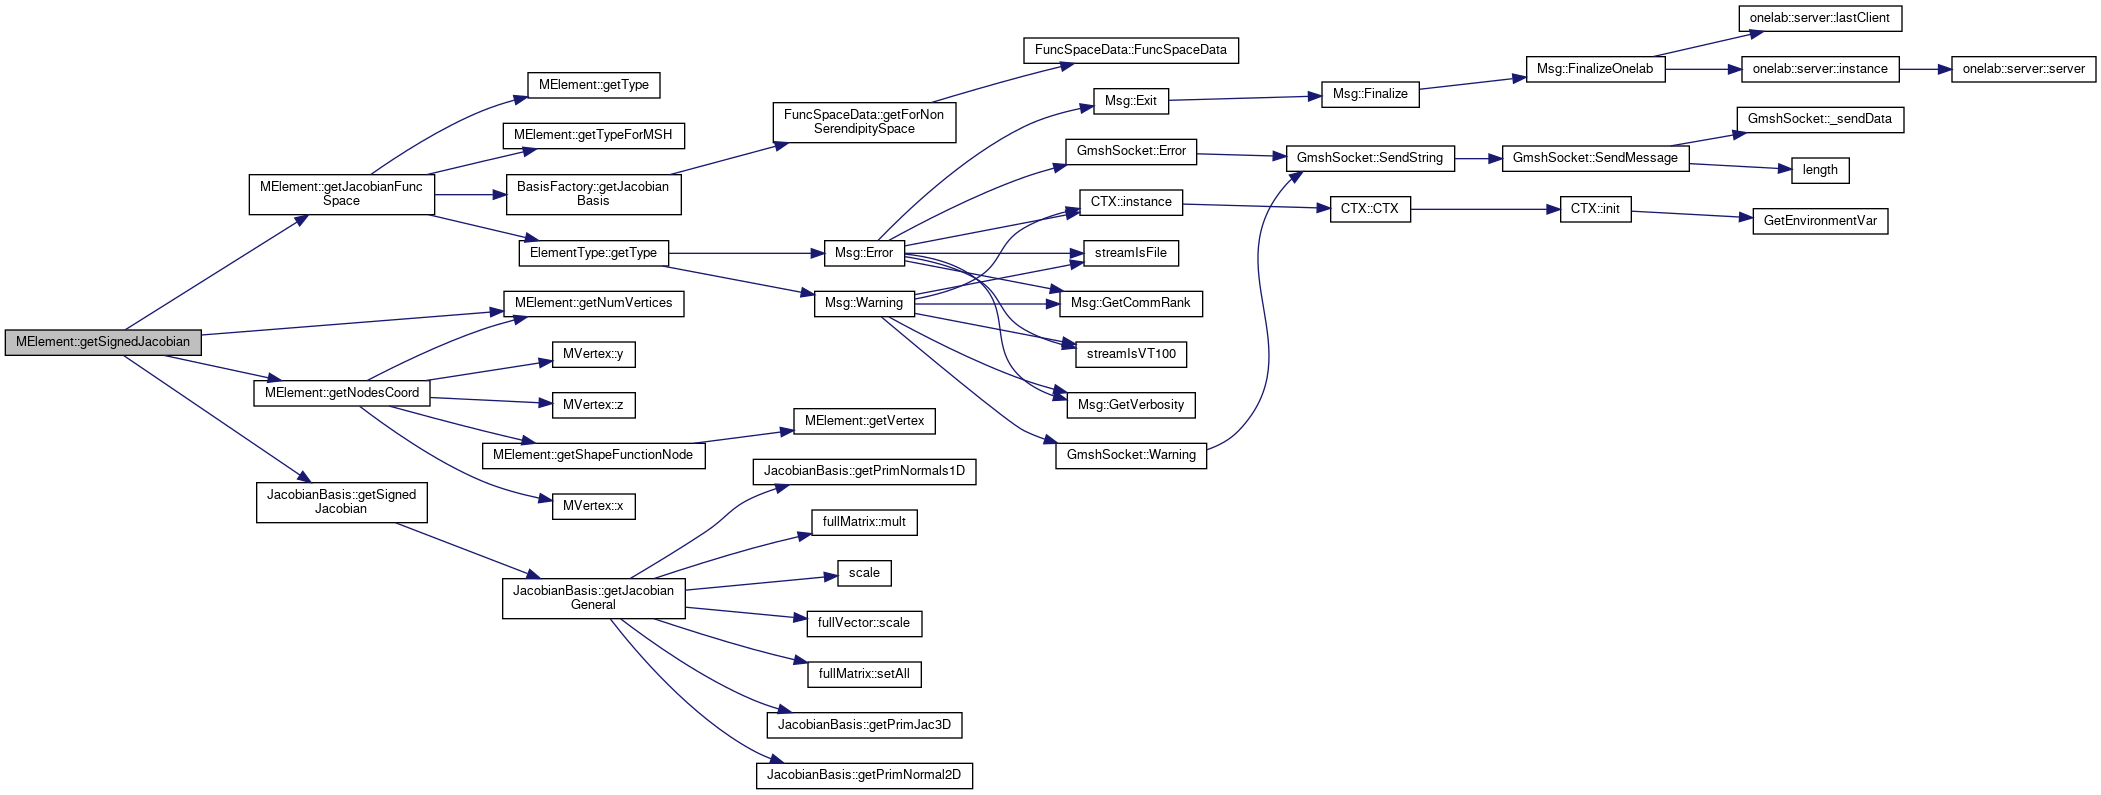 MElement::getSignedJacobian
MElement::getJacobianFunc
Space
MElement::getNodesCoord
JacobianBasis::getSigned
Jacobian
MElement::getType
MElement::getTypeForMSH
BasisFactory::getJacobian
Basis
ElementType::getType
MElement::getNumVertices
MVertex::y
MVertex::z
MElement::getShapeFunctionNode
MVertex::x
JacobianBasis::getJacobian
General
FuncSpaceData::getForNon
SerendipitySpace
Msg::Error
Msg::Warning
MElement::getVertex
JacobianBasis::getPrimNormals1D
fullMatrix::mult
scale
fullVector::scale
fullMatrix::setAll
JacobianBasis::getPrimJac3D
JacobianBasis::getPrimNormal2D
FuncSpaceData::FuncSpaceData
Msg::Exit
GmshSocket::Error
CTX::instance
streamIsFile
Msg::GetCommRank
streamIsVT100
Msg::GetVerbosity
GmshSocket::Warning
Msg::Finalize
GmshSocket::SendString
CTX::CTX
Msg::FinalizeOnelab
GmshSocket::SendMessage
CTX::init
onelab::server::lastClient
onelab::server::instance
GmshSocket::_sendData
length
GetEnvironmentVar
onelab::server::server